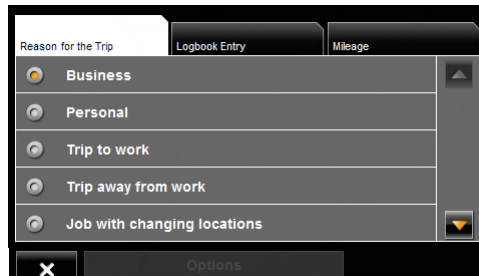 Reason for the Trip Logbook Entry Mileage
Business
Personal
Trip to work
Trip away from work
Job with changing locations
Options